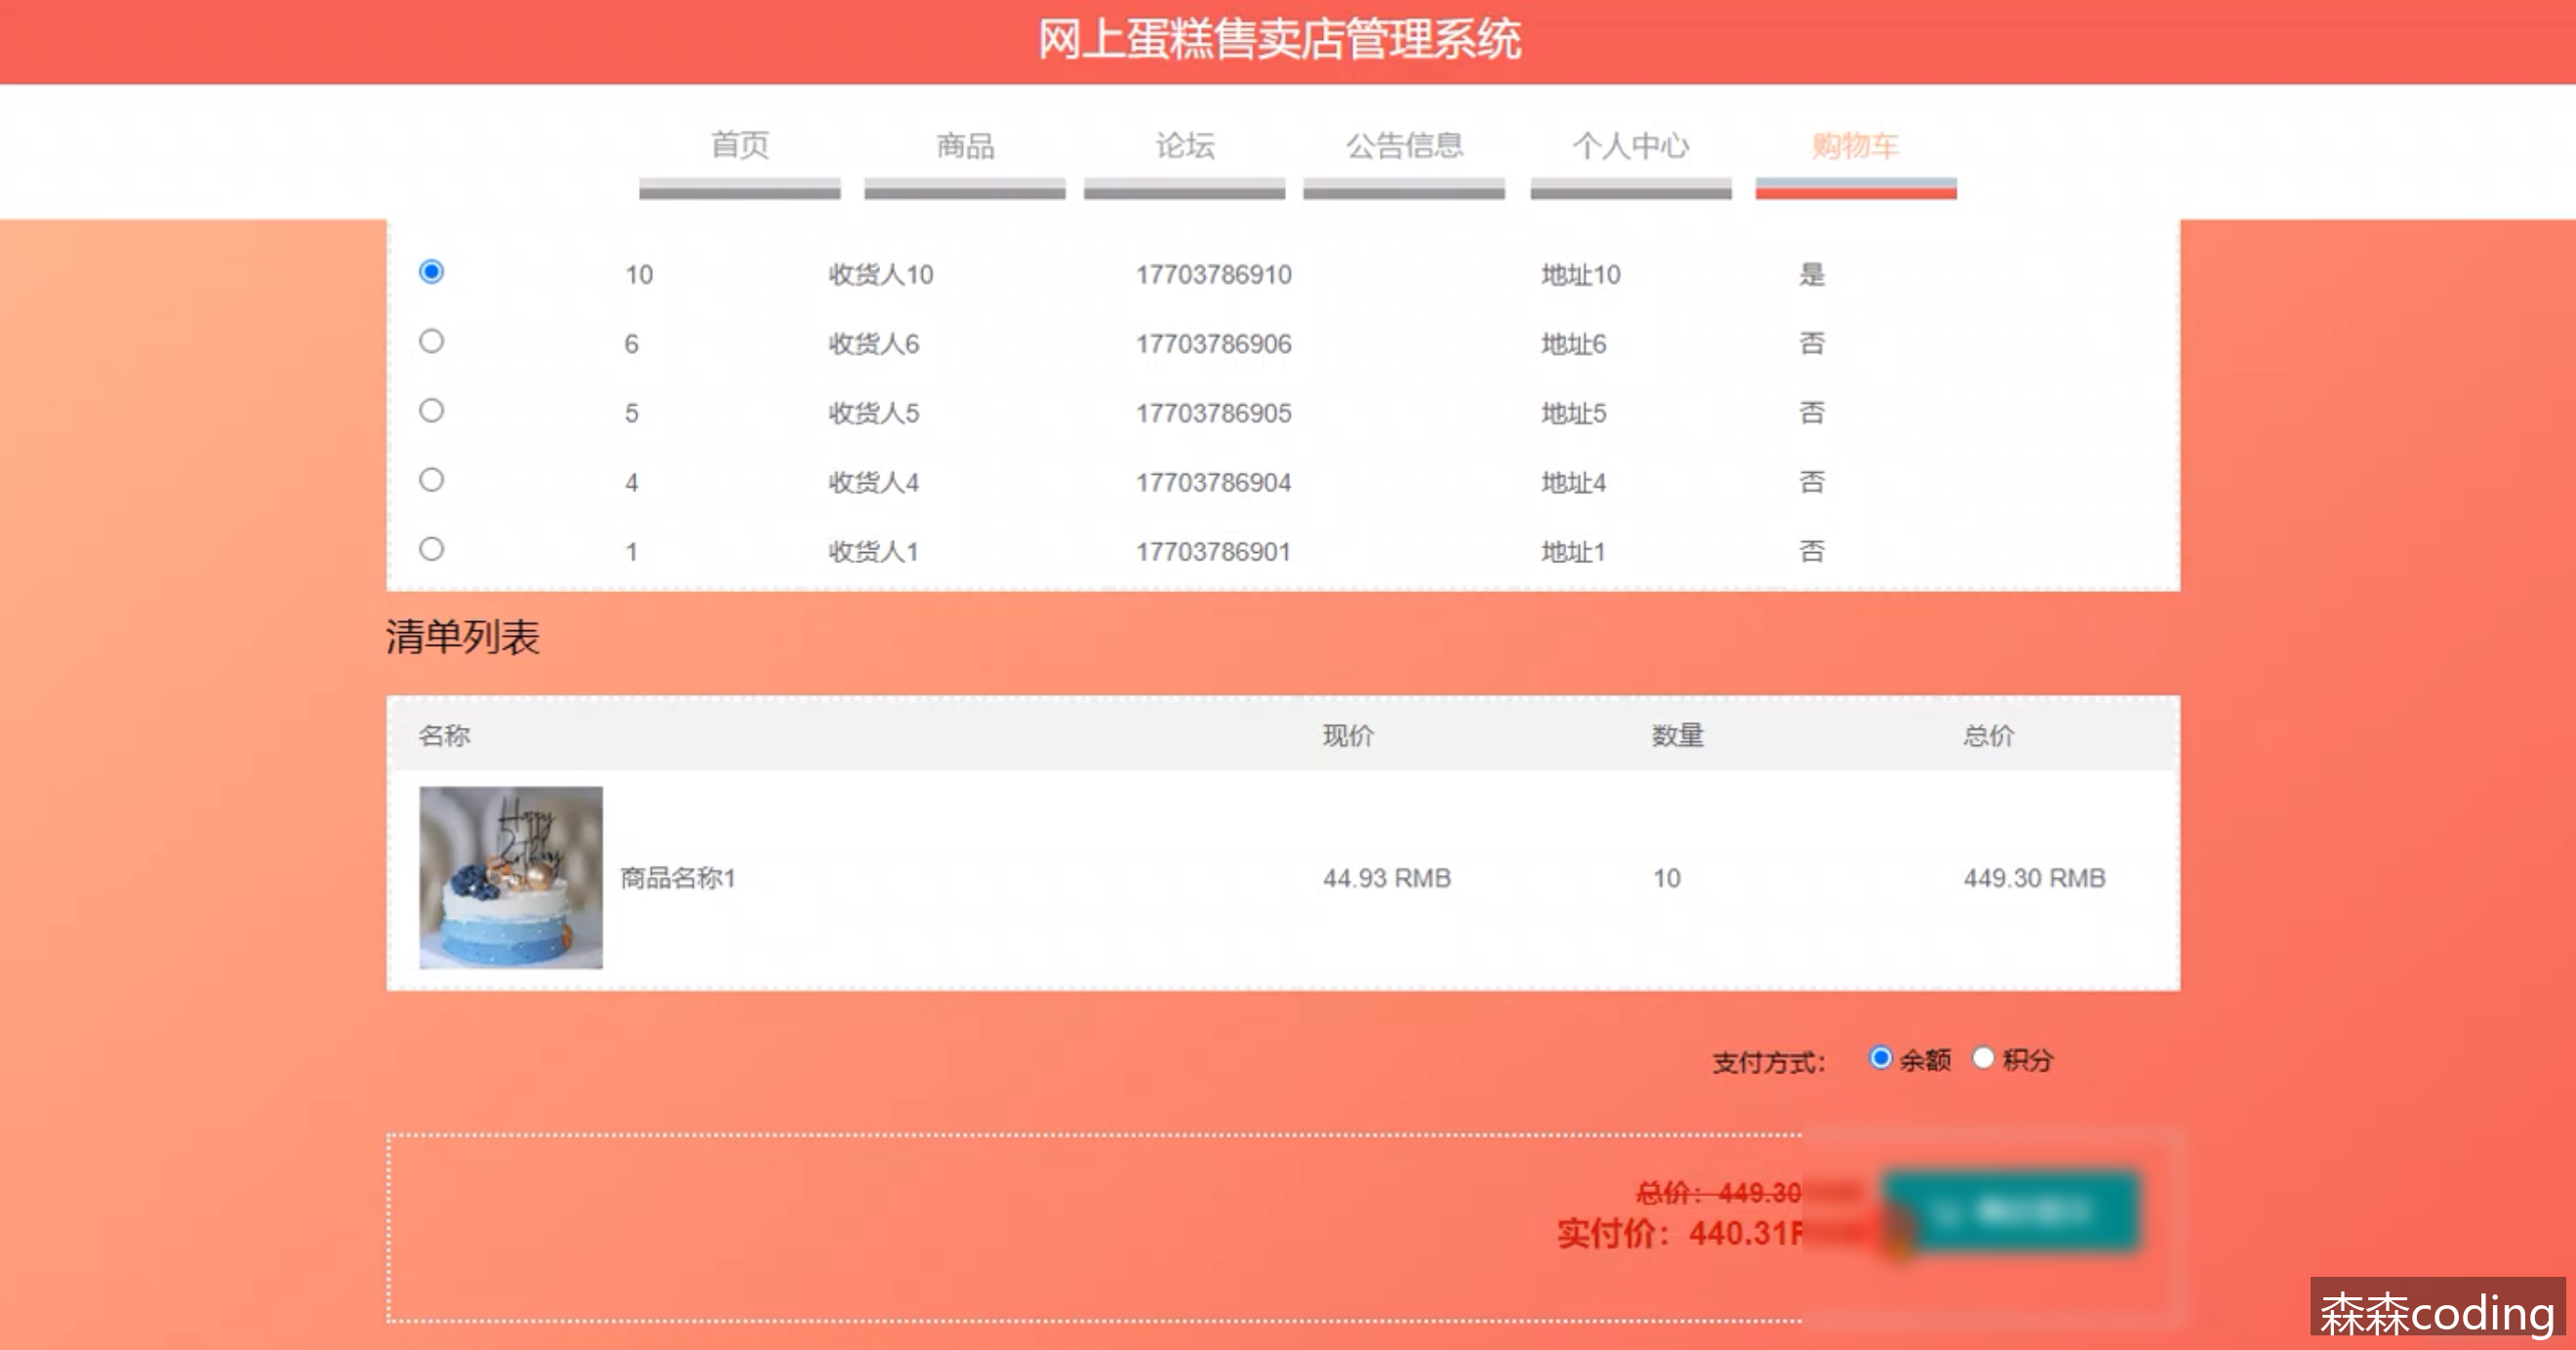 网上蛋糕售卖店管理系统
首页 商品 论坛 公告信息 个人中心 购物车
10 收货人10 17703786910 地址10 是
6 收货人6 17703786906 地址6 否
5 收货人5 17703786905 地址5 否
4 收货人4 17703786904 地址4 否
1 收货人1 17703786901 地址1 否
清单列表
名称 现价 数量 总价
Happy
Birthday
商品名称1 44.93 RMB 10 449.30 RMB
支付方式： 余额 积分
总价：449.30
实付价：440.31R
森森coding